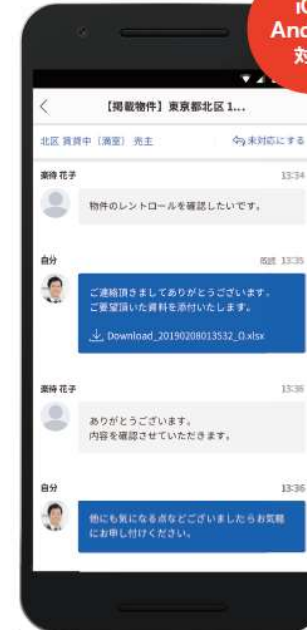 iO
And
対
【掲載物件】東京都北区1...
北区 賃貸中（満室） 売主
未対応にする
楽待 花子 13:34
物件のレントロールを確認したいです。
自分 既読 13:35
ご連絡頂きましてありがとうございます。
ご要望頂いた資料を添付いたします。
Download_20190208013532_O.xlsx
楽待 花子 13:36
ありがとうございます。
内容を確認させていただきます。
自分 13:36
他にも気になる点などございましたらお気軽
にお申し付けください。